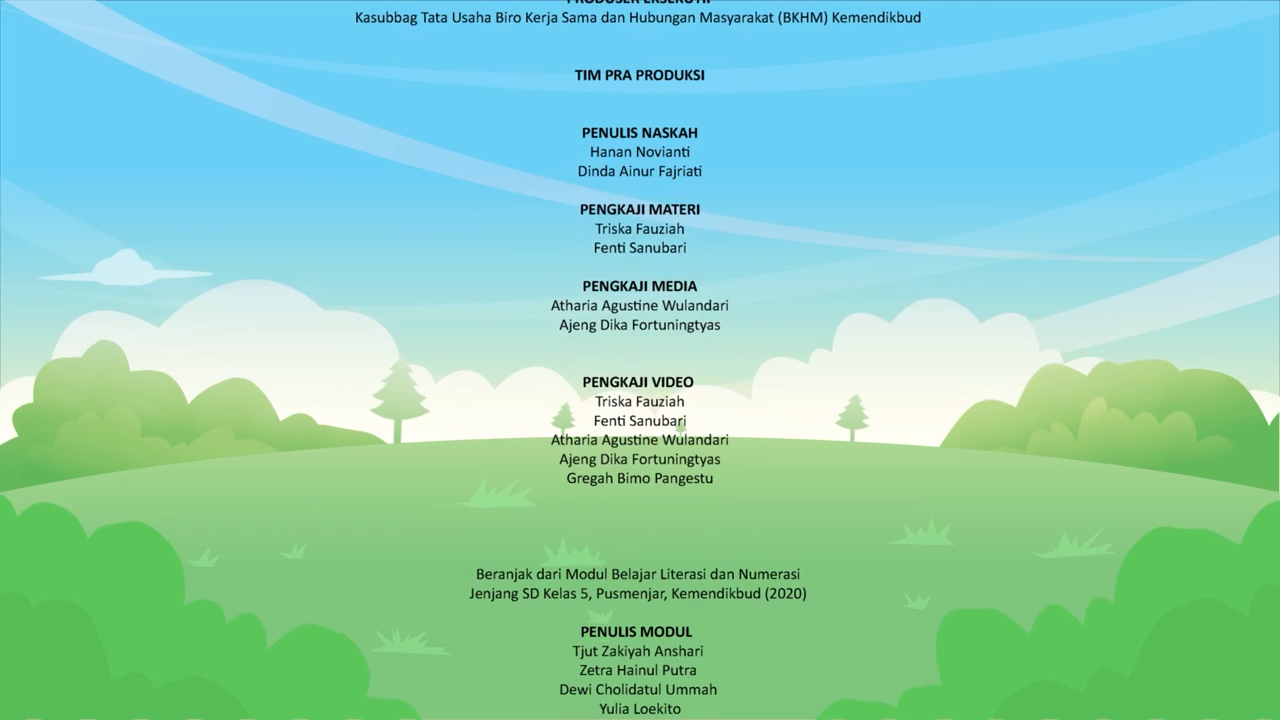 PRODUSER EKSEKUTIF
Kasubbag Tata Usaha Biro Kerja Sama dan Hubungan Masyarakat (BKHM) Kemendikbud
TIM PRA PRODUKSI
PENULIS NASKAH
Hanan Novianti
Dinda Ainur Fajriati
PENGKAJI MATERI
Triska Fauziah
Fenti Sanubari
PENGKAJI MEDIA
Atharia Agustine Wulandari
Ajeng Dika Fortuningtyas
PENGKAJI VIDEO
Triska Fauziah
Fenti Sanubari
Atharia Agustine Wulandari
Ajeng Dika Fortuningtyas
Gregah Bimo Pangestu
Beranjak dari Modul Belajar Literasi dan Numerasi
Jenjang SD Kelas 5, Pusmenjar, Kemendikbud (2020)
PENULIS MODUL
Tjut Zakiyah Anshari
Zetra Hainul Putra
Dewi Cholidatul Ummah
Yulia Loekito